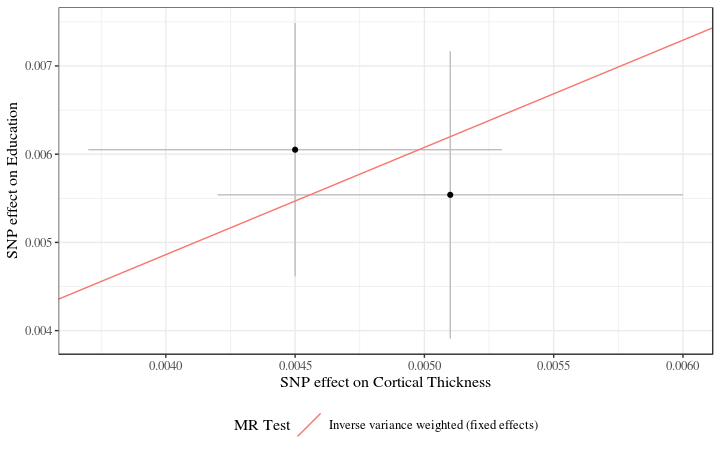 SNP effect on Education
0.007
0.006
0.005
0.004
0.0040 0.0045 0.0050 0.0055 0.0060
SNP effect on Cortical Thickness
MR Test Inverse variance weighted (fixed effects)